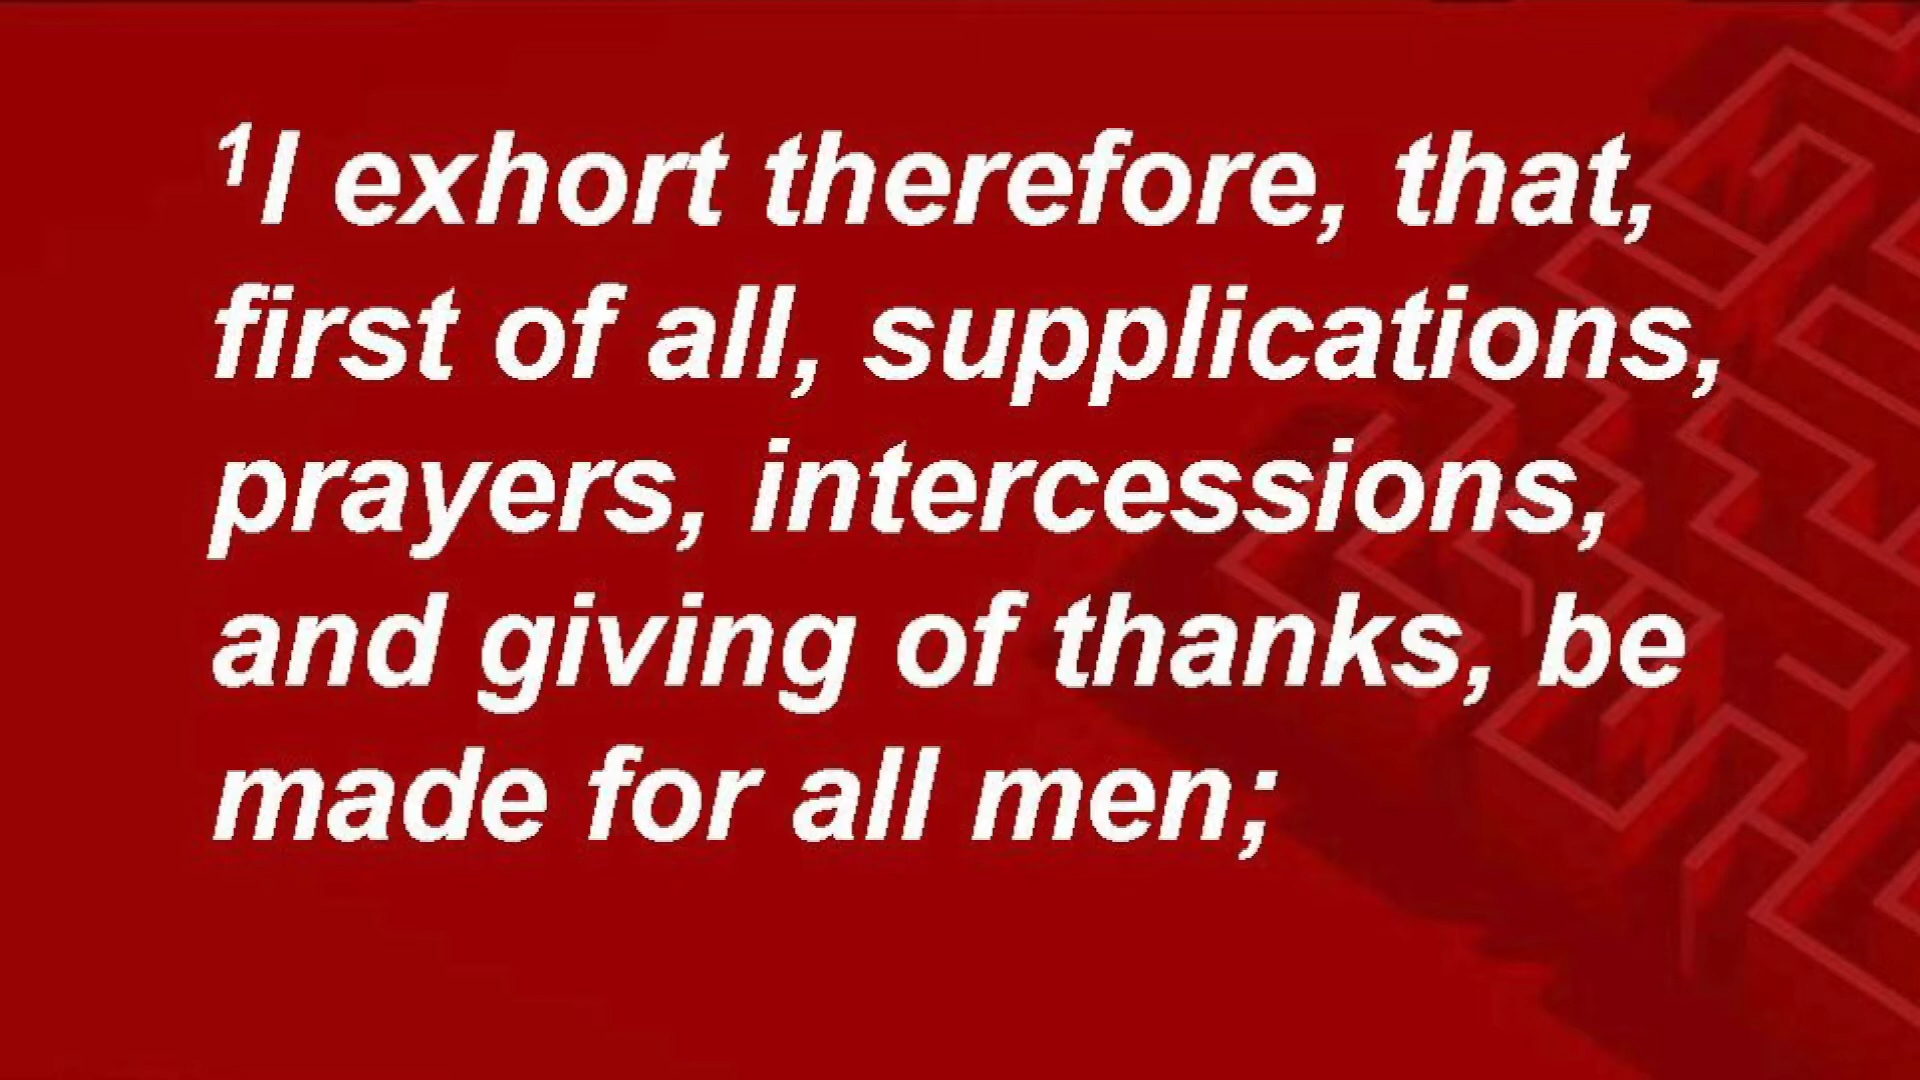 ¹I exhort therefore, that,
first of all, supplications,
prayers, intercessions,
and giving of thanks, be
made for all men;